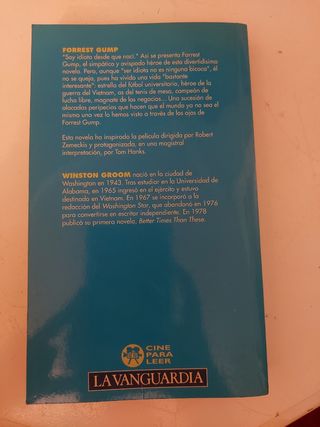 FORREST GUMP
"Soy idiota desde que nací." Así se presenta Forrest
Gump, el simpático y avispado héroe de esta divertidísima
novela. Pero, aunque "ser idiota no es ninguna bicoca", él
no se queja, pues ha vivido una vida "bastante
interesante": estrella del fútbol universitario, héroe de la
guerra del Vietnam, as del tenis de mesa, campeón de
lucha libre, magnate de los negocios... Una sucesión de
alocadas peripecias que hacen que el mundo ya no sea el
mismo una vez lo hemos visto a través de los ojos de
Forrest Gump.
Esta novela ha inspirado la película dirigida por Robert
Zemeckis y protagonizada, en una magistral
interpretación, por Tom Hanks.
WINSTON GROOM nació en la ciudad de
Washington en 1943. Tras estudiar en la Universidad de
Alabama, en 1965 ingresó en el ejército y estuvo
destinado en Vietnam. En 1967 se incorporó a la
redacción del Washington Star, que abandonó en 1976
para convertirse en escritor independiente. En 1978
publicó su primera novela, Better Times Than These.
CINE
PARA
LEER
LA VANGUARDIA